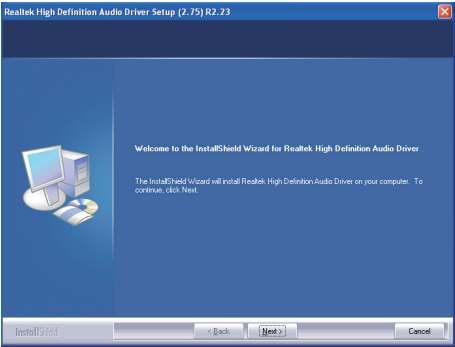 Realtek High Definition Audio Driver Setup (2.75) R2.23
Welcome to the InstallShield Wizard for Realtek High Definition Audio Driver
The InstallShield Wizard will install Realtek High Definition Audio Driver on your computer. To
continue, click Next.
InstallShield
< Back
Next >
Cancel